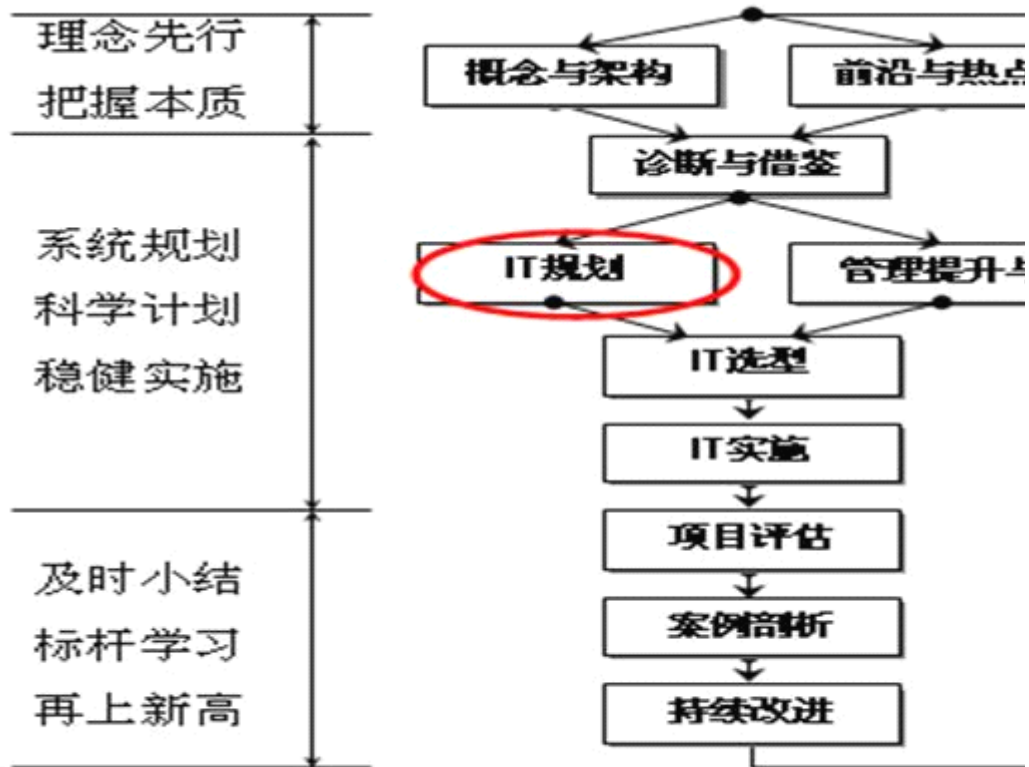 理念先行
把握本质
概念与架构
前沿与热点
诊断与借鉴
系统规划
科学计划
稳健实施
IT规划
管理提升与
IT选型
IT实施
项目评估
及时小结
标杆学习
再上新高
案例剖析
持续改进